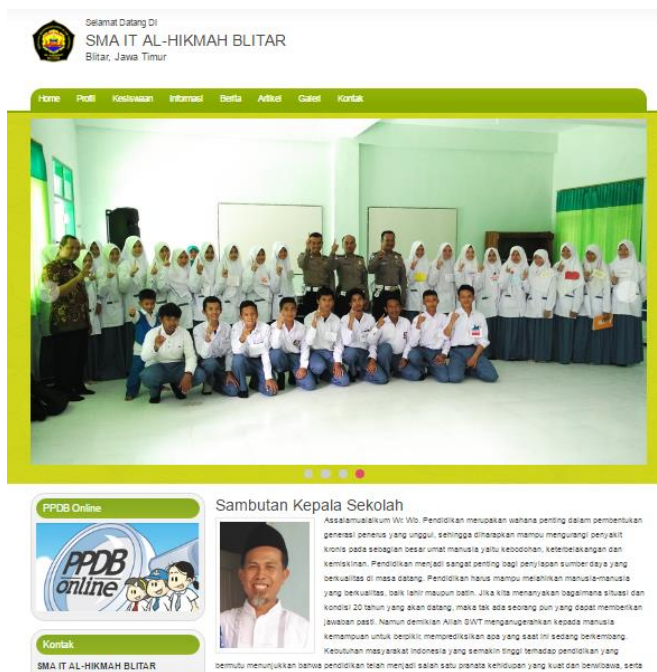 Selamat Datang Di
SMA IT AL-HIKMAH BLITAR
Blitar, Jawa Timur
Home Profil Kesiswaan Informasi Berita Artikel Galeri Kontak
PPDB Online
PPDB
online
Kontak
SMA IT AL-HIKMAH BLITAR
Sambutan Kepala Sekolah
Assalamualaikum Wr. Wb. Pendidikan merupakan wahana penting dalam pembentukan
generasi penerus yang unggul, sehingga diharapkan mampu mengurangi penyakit
kronis pada sebagian besar umat manusia yaitu kebodohan, keterbelakangan dan
kemiskinan. Pendidikan menjadi sangat penting bagi penyiapan sumber daya yang
berkualitas di masa datang. Pendidikan harus mampu melahirkan manusia-manusia
yang berkualitas, baik lahir maupun batin. Jika kita menanyakan bagaimana situasi dan
kondisi 20 tahun yang akan datang, maka tak ada seorang pun yang dapat memberikan
jawaban pasti. Namun demikian Allah SWT menganugerahkan kepada manusia
kemampuan untuk berpikir, memprediksikan apa yang saat ini sedang berkembang.
Kebutuhan masyarakat Indonesia yang semakin tinggi terhadap pendidikan yang
bermutu menunjukkan bahwa pendidikan telah menjadi salah satu pranata kehidupan yang kuat dan berwibawa, serta